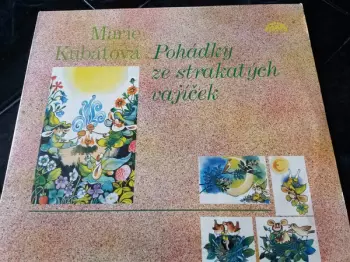 Marie
Kubátová
Pohádky
ze strakatých
vajíček